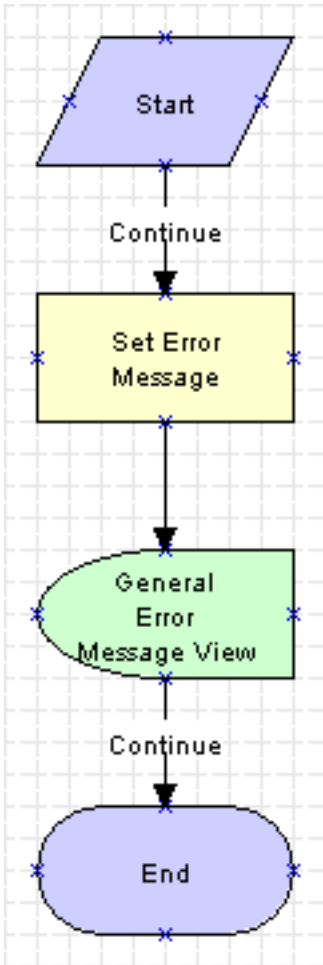 Start
Continue
Set Error
Message
General
Error
Message View
Continue
End